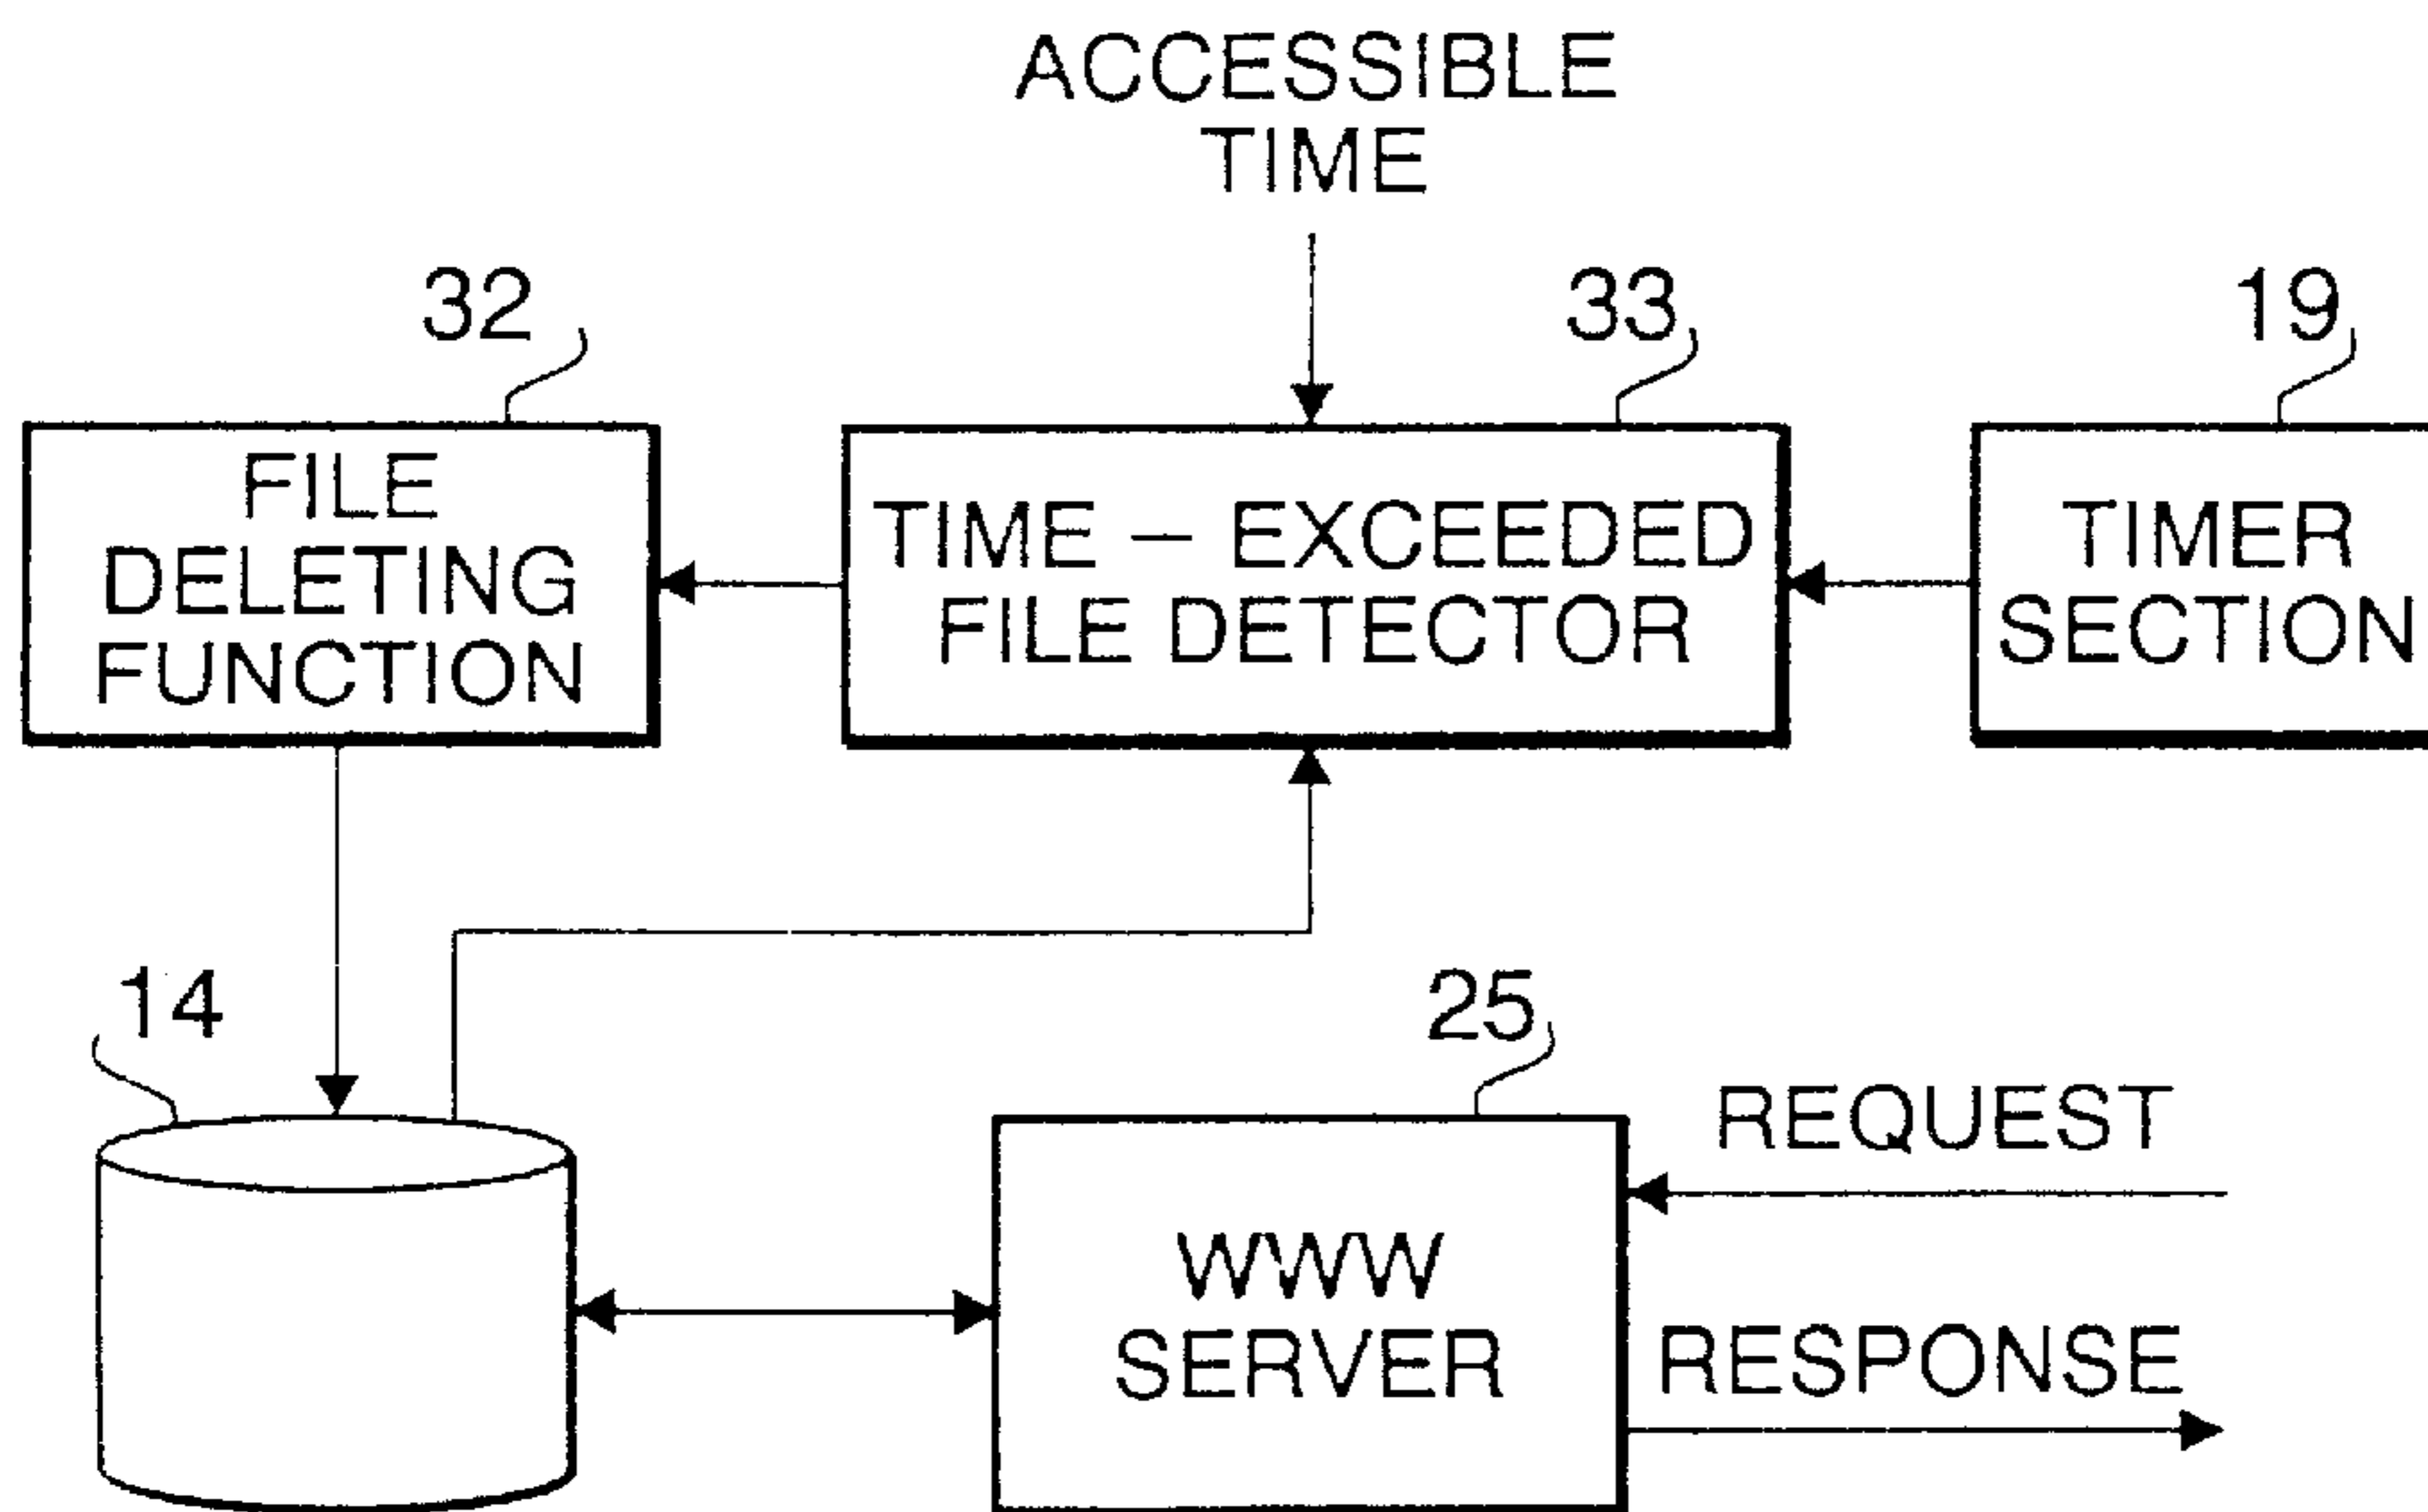 ACCESSIBLE
TIME
32
33
19
FILE
DELETING
FUNCTION
TIME — EXCEEDED
FILE DETECTOR
TIMER
SECTION
14
25
REQUEST
WWW
SERVER
RESPONSE